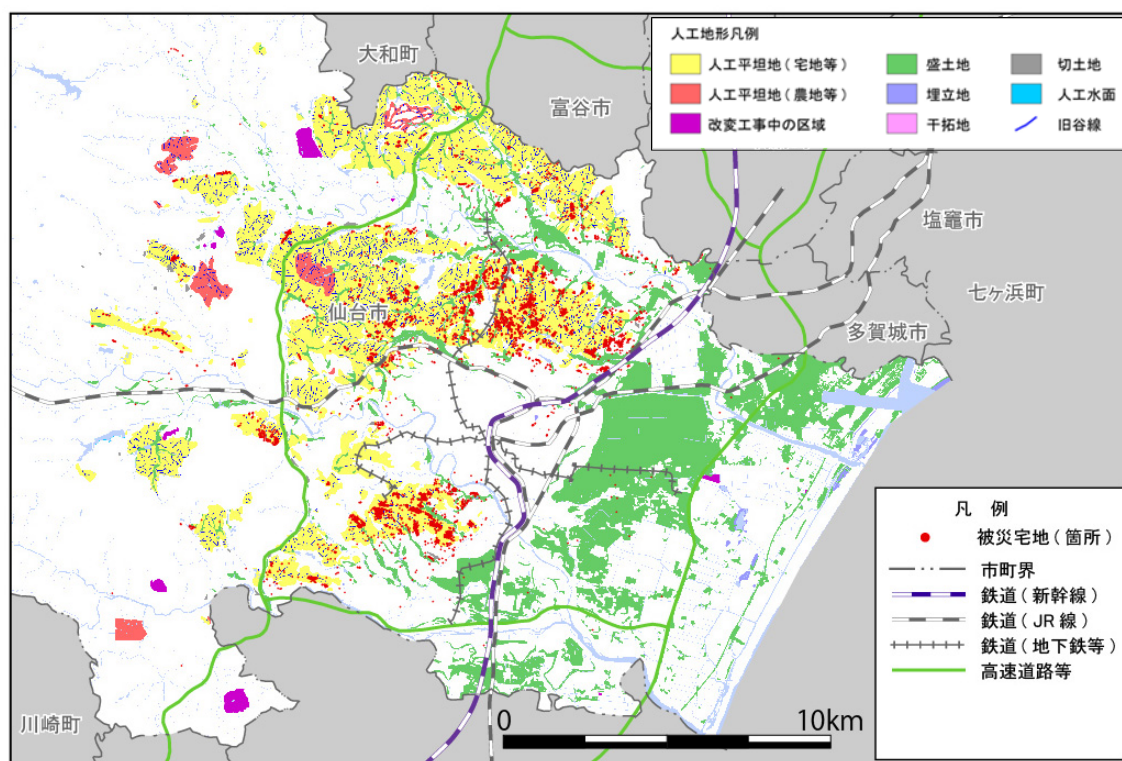 人工地形凡例
人工平坦地(宅地等)
盛土地
切土地
人工平坦地(農地等)
埋立地
人工水面
改変工事中の区域
干拓地
旧谷線
大和町
富谷市
塩竈市
七ヶ浜町
多賀城市
仙台市
川崎町
凡 例
被災宅地(箇所)
市町界
鉄道(新幹線)
鉄道(JR線)
鉄道(地下鉄等)
高速道路等
0 10km